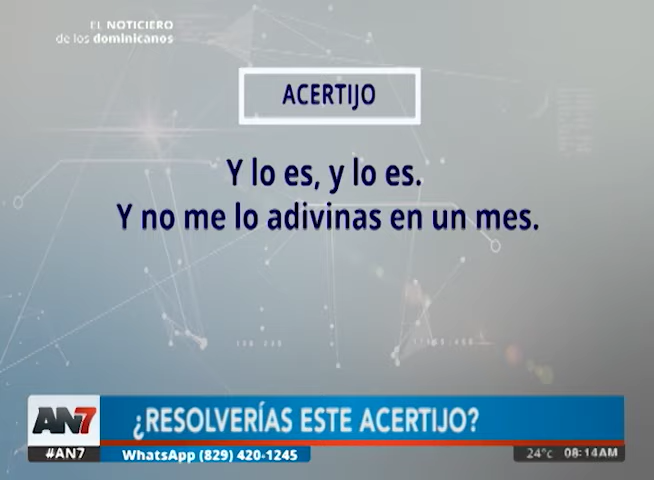 EL NOTICIERO
de los dominicanos
ACERTIJO
Y lo es, y lo es.
Y no me lo adivinas en un mes.
AN7 ¿RESOLVERÍAS ESTE ACERTIJO?
#AN7 WhatsApp (829) 420-1245 24°c 08:14AM